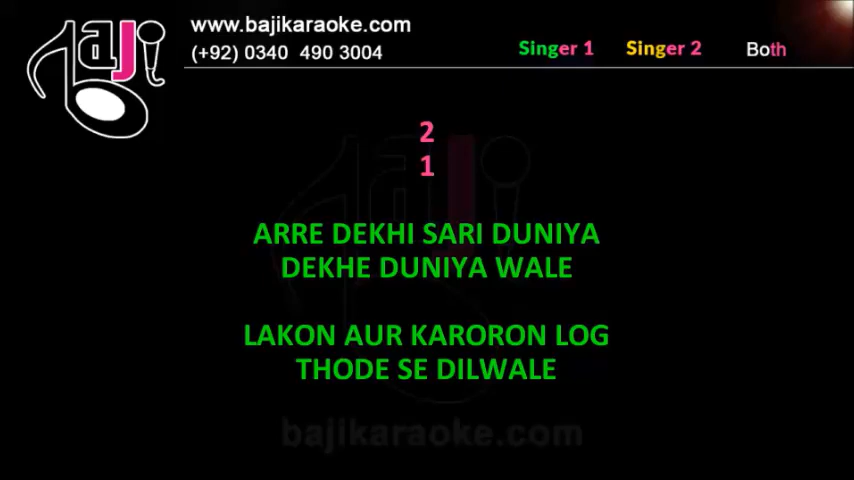 Baji
www.bajikaraoke.com
(+92) 0340 490 3004
Singer 1 Singer 2 Both
2
1
ARRE DEKHI SARI DUNIYA
DEKHE DUNIYA WALE
LAKON AUR KARORON LOG
THODE SE DILWALE
bajikaraoke.com